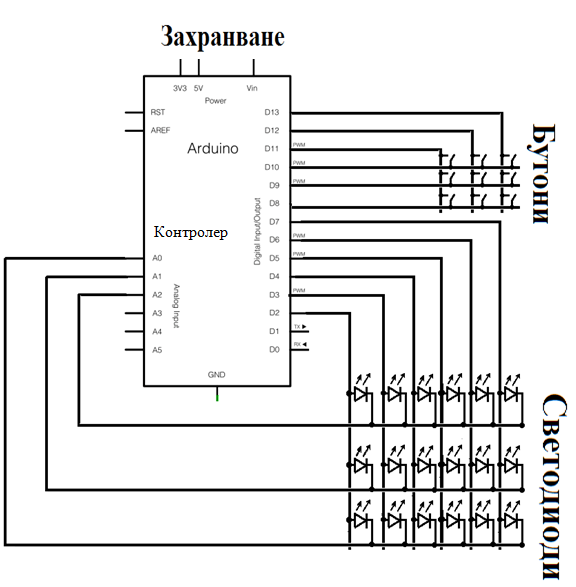 Захранване
3V3 5V Vin
Power
RST
AREF
Arduino
Контролер
A0
A1
A2
A3
A4
A5
Analog Input
GND
D13
D12
D11 PWM
D10 PWM
D9 PWM
D8
D7
D6 PWM
D5 PWM
D4
D3 PWM
D2
D1 TX
D0 RX
Digital Input/Output
Бутони
Светодиоди